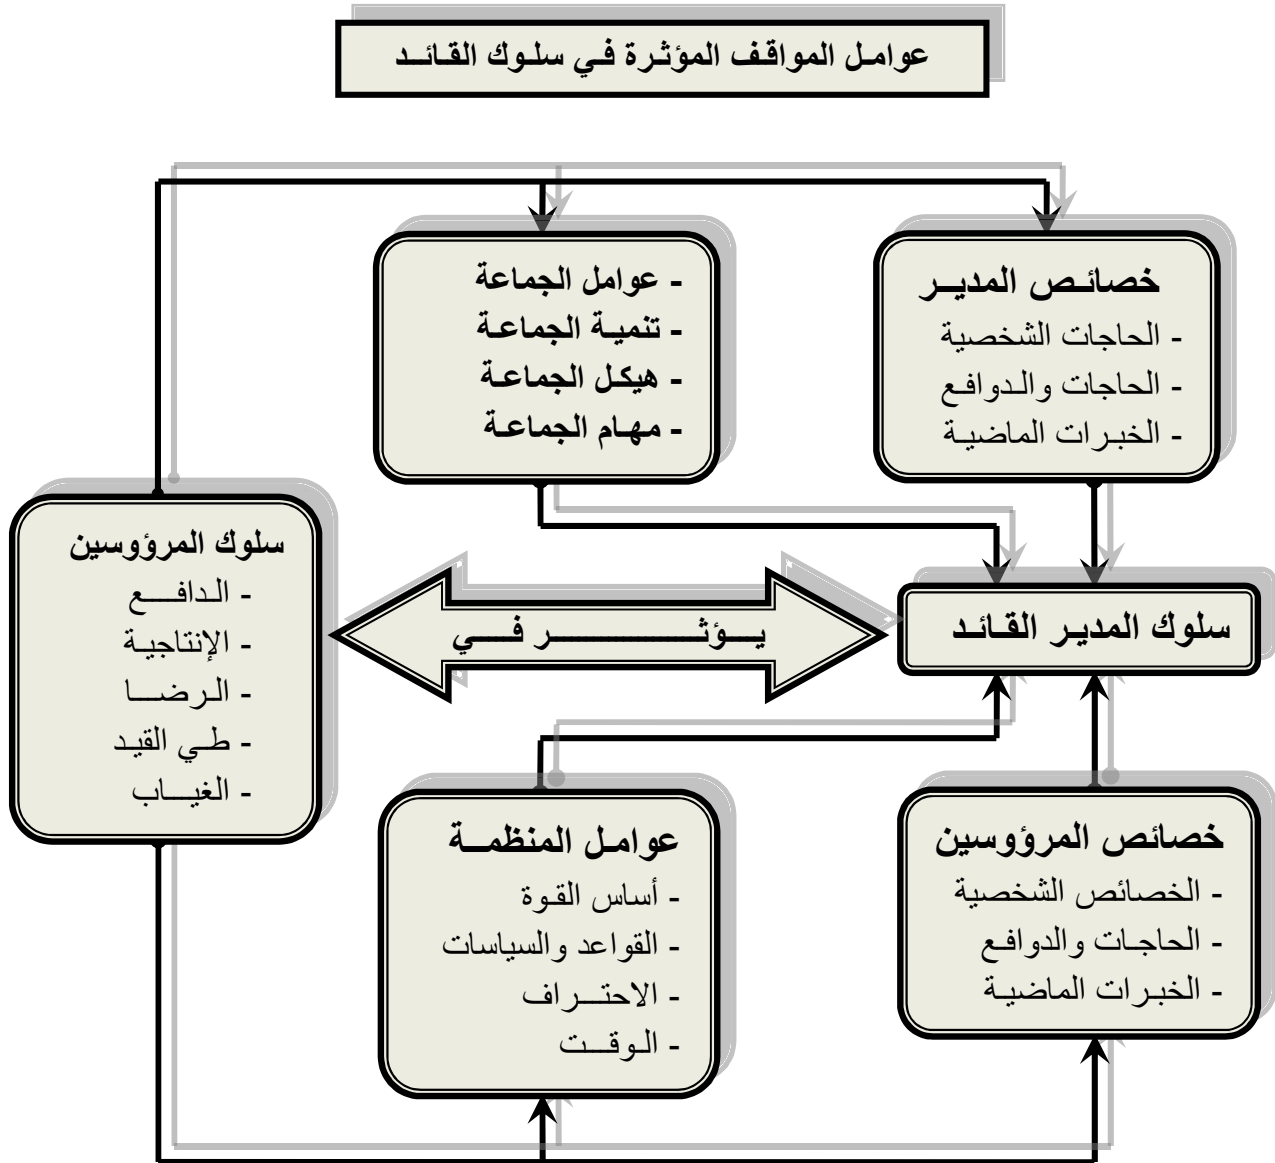 عوامل المواقف المؤثرة في سلوك القائد
خصائص المدير
- الحاجات الشخصية
- الحاجات والدوافع
- الخبرات الماضية
- عوامل الجماعة
- تنمية الجماعة
- هيكل الجماعة
- مهام الجماعة
سلوك المدير القائد
يؤثر في
سلوك المرؤوسين
- الدافع
- الإنتاجية
- الرضا
- طي القيد
- الغياب
خصائص المرؤوسين
- الخصائص الشخصية
- الحاجات والدوافع
- الخبرات الماضية
عوامل المنظمة
- أساس القوة
- القواعد والسياسات
- الاحتراف
- الوقت